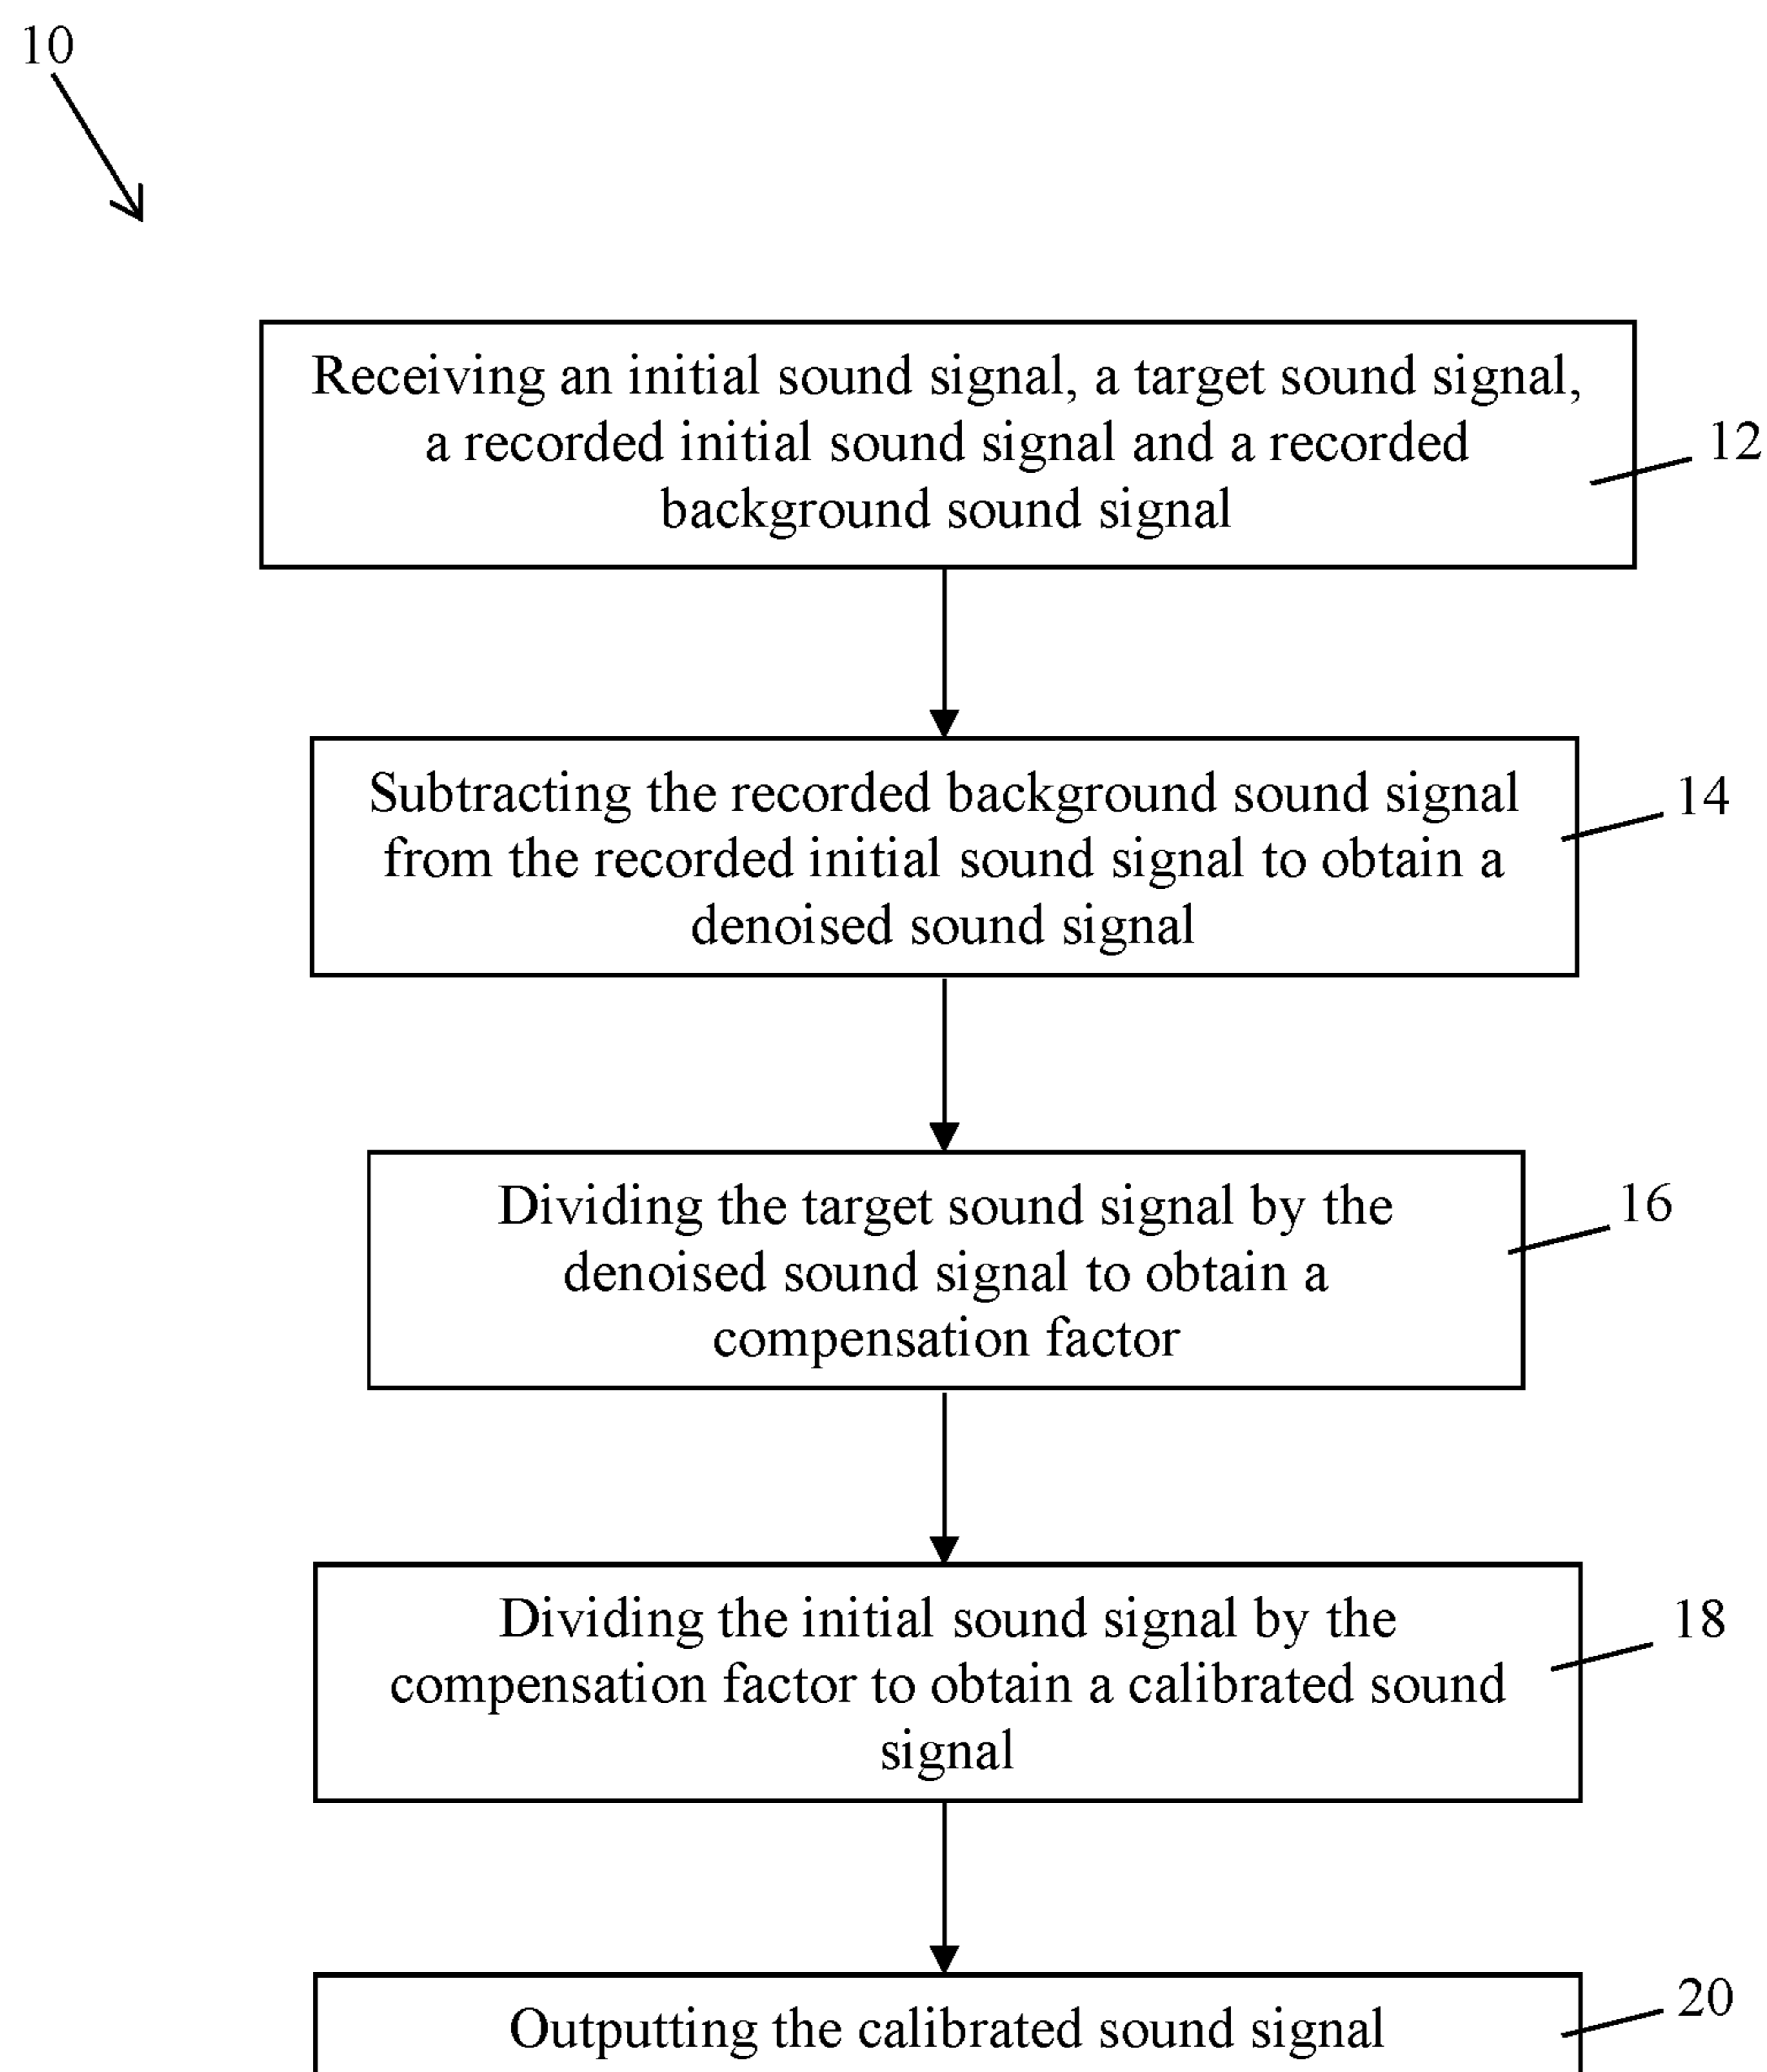 10
Receiving an initial sound signal, a target sound signal,
a recorded initial sound signal and a recorded
background sound signal
12
Subtracting the recorded background sound signal
from the recorded initial sound signal to obtain a
denoised sound signal
14
Dividing the target sound signal by the
denoised sound signal to obtain a
compensation factor
16
Dividing the initial sound signal by the
compensation factor to obtain a calibrated sound
signal
18
Outputting the calibrated sound signal
20